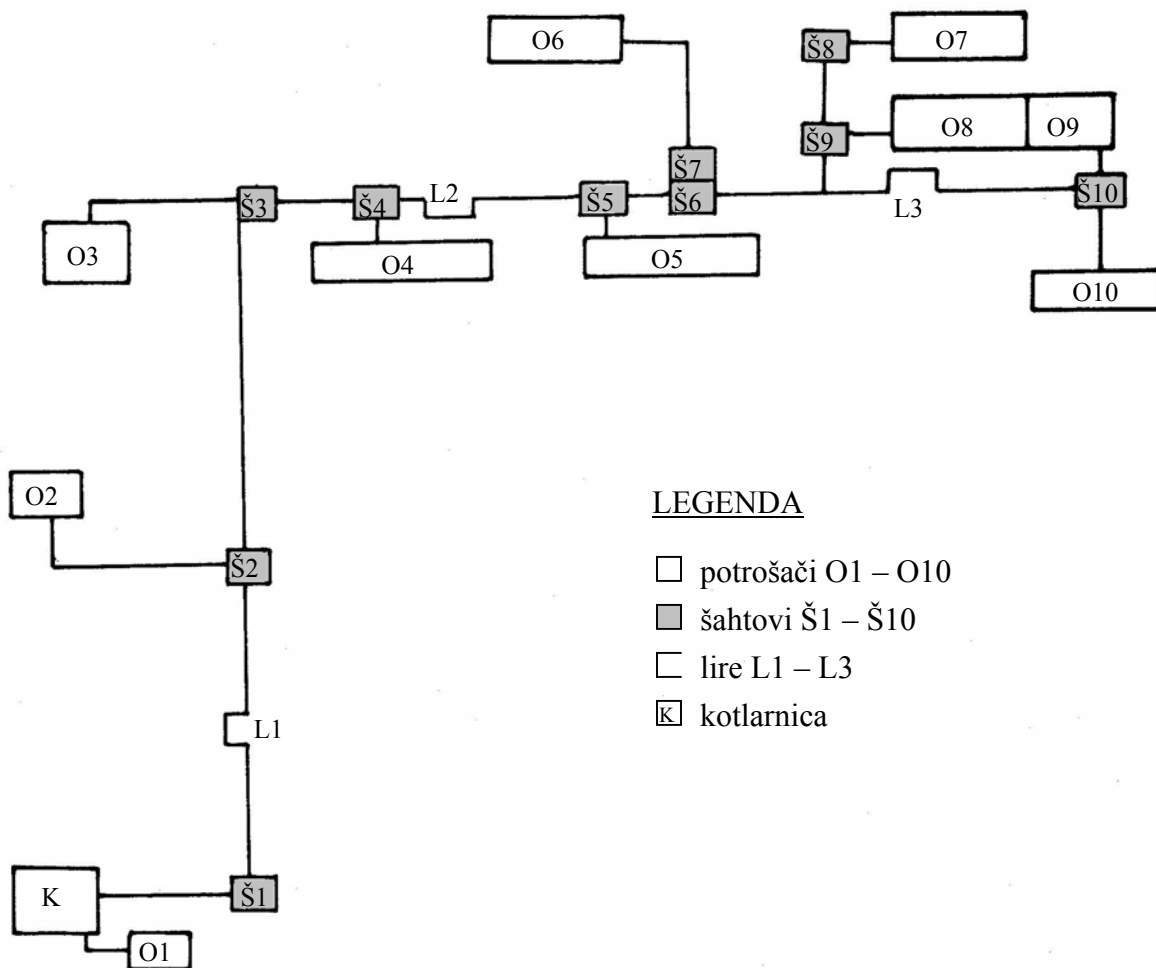 O6
Š8
O7
Š9
O8
O9
Š7
Š3
Š4
L2
Š5
Š6
L3
Š10
O3
O4
O5
O10
O2
LEGENDA
Š2
potrošači O1 – O10
šahtovi Š1 – Š10
lire L1 – L3
K kotlarnica
L1
K
Š1
O1